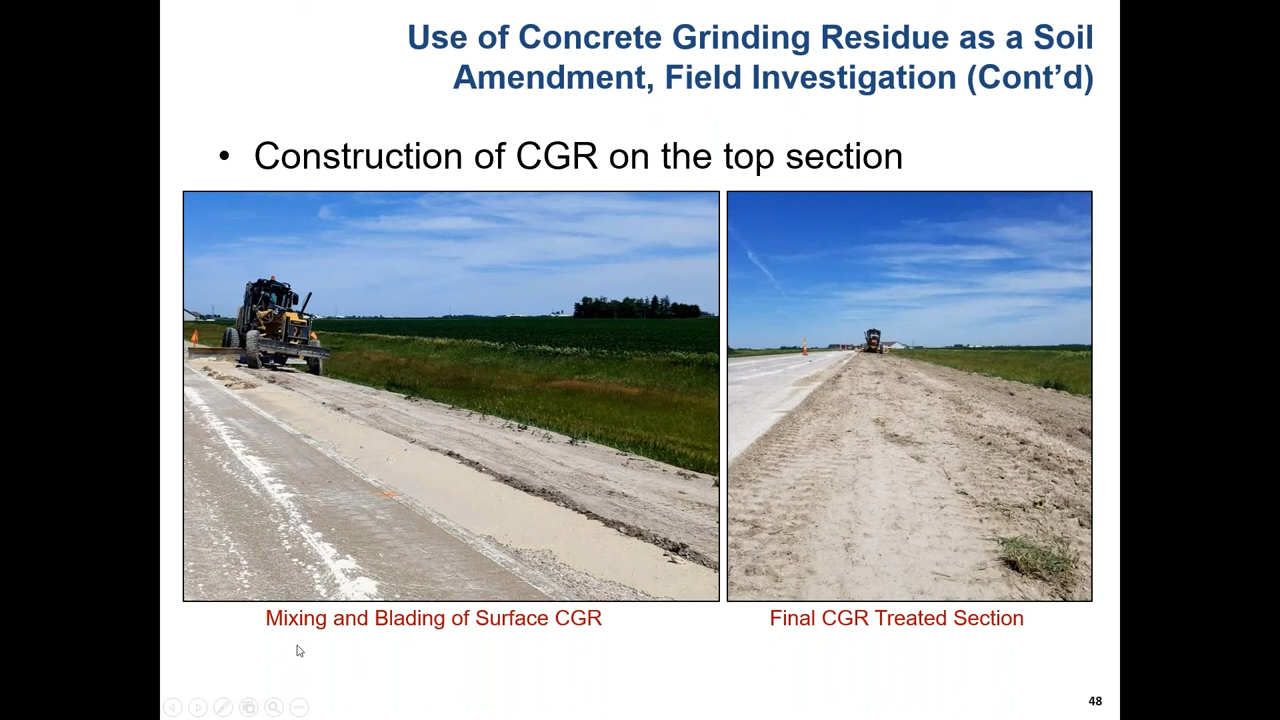 Use of Concrete Grinding Residue as a Soil
Amendment, Field Investigation (Cont’d)
• Construction of CGR on the top section
Mixing and Blading of Surface CGR
Final CGR Treated Section
48